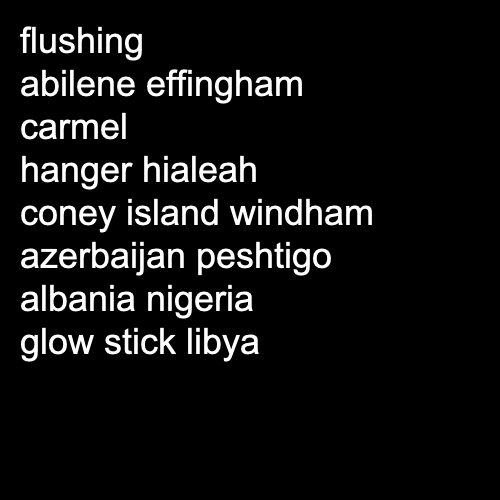 flushing
abilene effingham
carmel
hanger hialeah
coney island windham
azerbaijan peshtigo
albania nigeria
glow stick libya